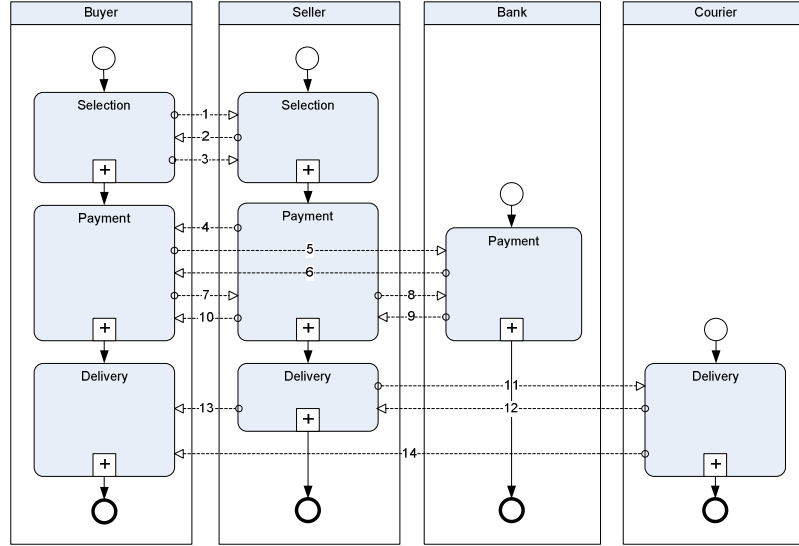 Buyer
Seller
Bank
Courier
Selection
Selection
1
2
3
Payment
Payment
Payment
4
5
6
7
8
10
9
Delivery
Delivery
Delivery
11
13
12
14